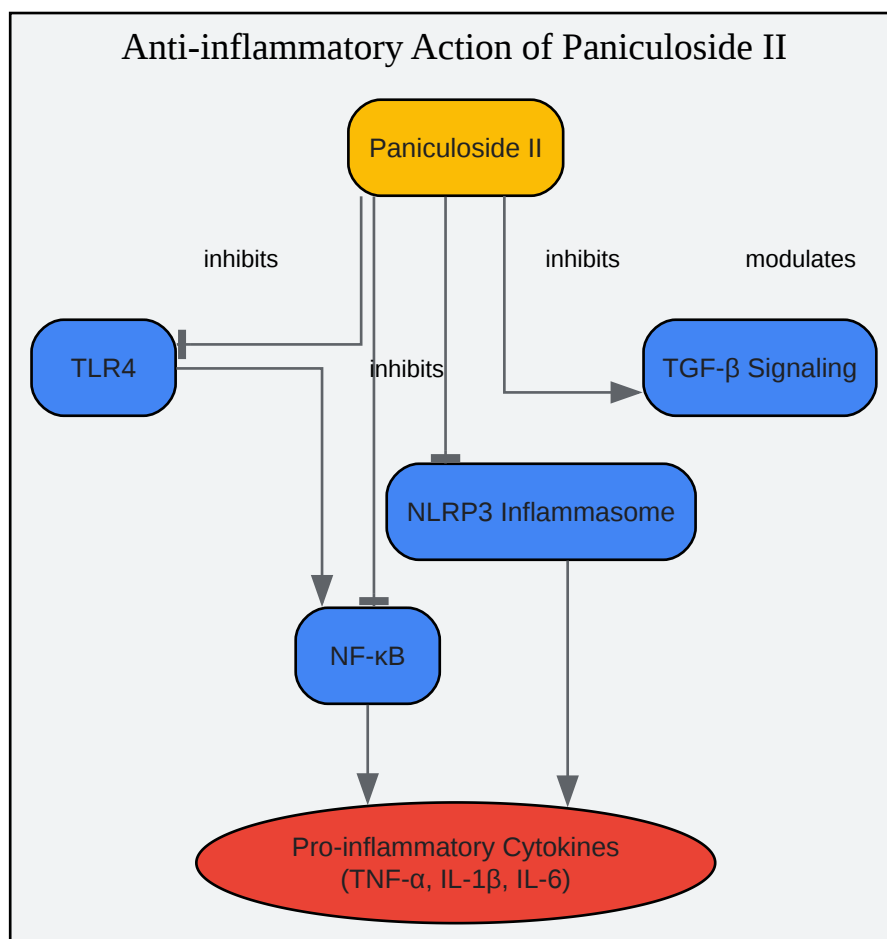 Anti-inflammatory Action of Paniculoside II
Paniculoside II
inhibits
inhibits
modulates
TLR4
inhibits
TGF-β Signaling
NLRP3 Inflammasome
NF-κB
Pro-inflammatory Cytokines
(TNF-α, IL-1β, IL-6)